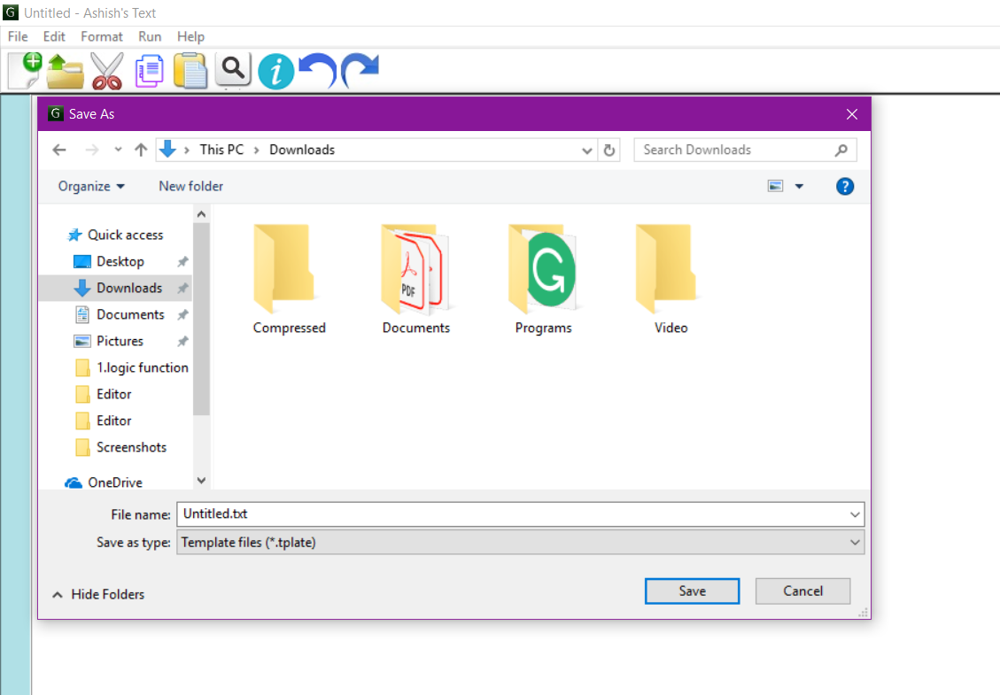 G Untitled - Ashish's Text
File Edit Format Run Help
G Save As
This PC > Downloads
Search Downloads
Organize New folder
?
Quick access
Desktop
Downloads
Documents
Pictures
1.logic function
Editor
Editor
Screenshots
OneDrive
Compressed
PDF
Documents
G
Programs
Video
File name: Untitled.txt
Save as type: Template files (*.tplate)
Hide Folders
Save
Cancel